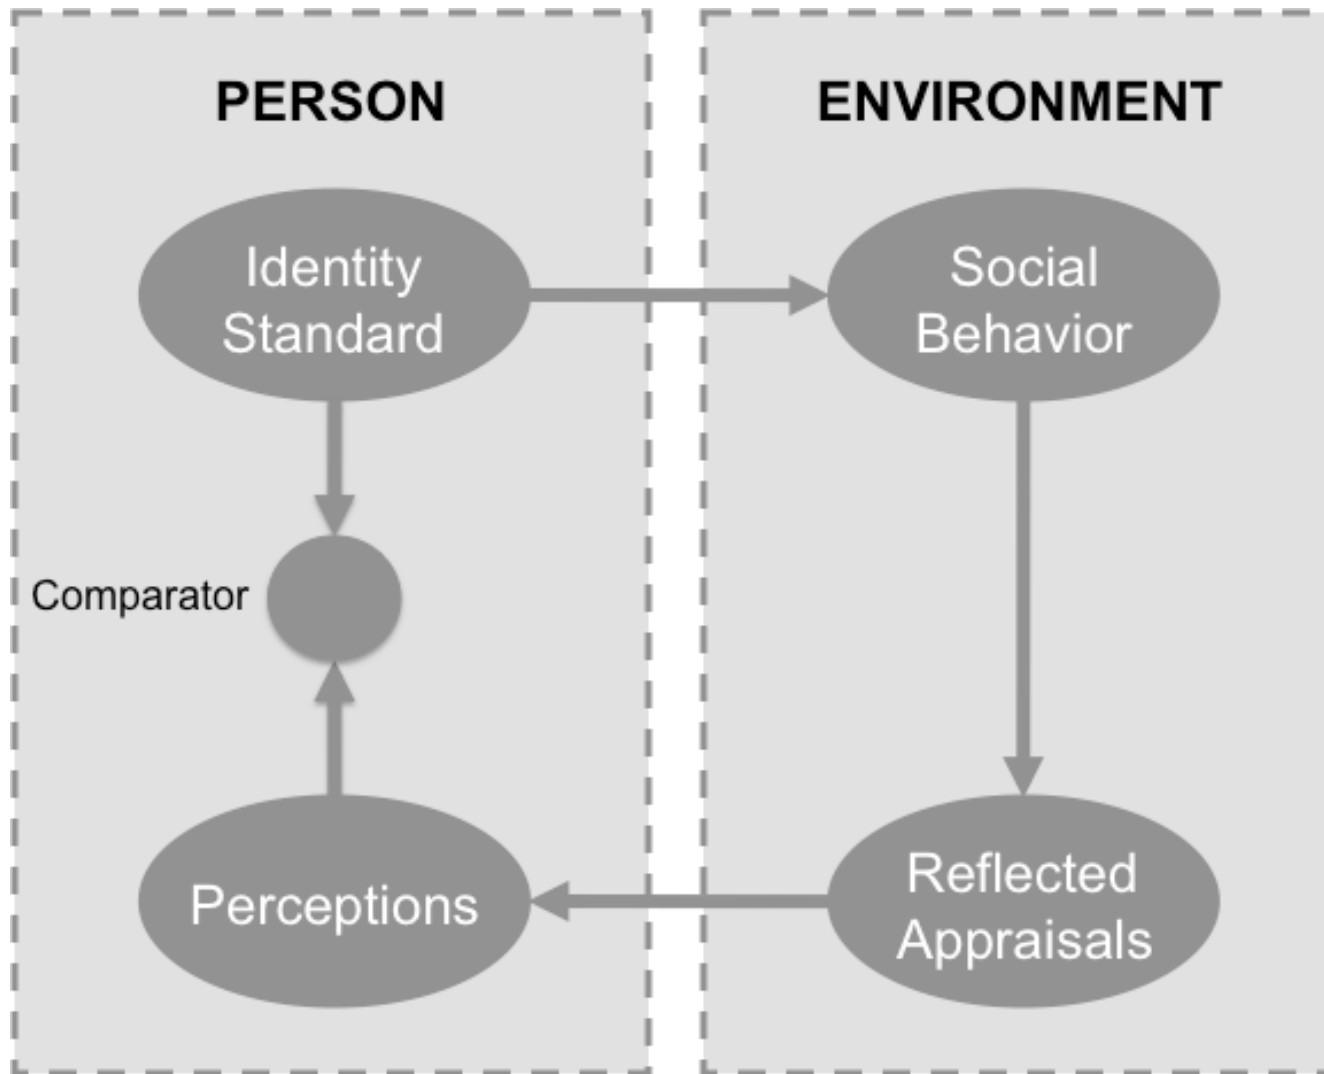 PERSON
Identity
Standard
Comparator
Perceptions
ENVIRONMENT
Social
Behavior
Reflected
Appraisals